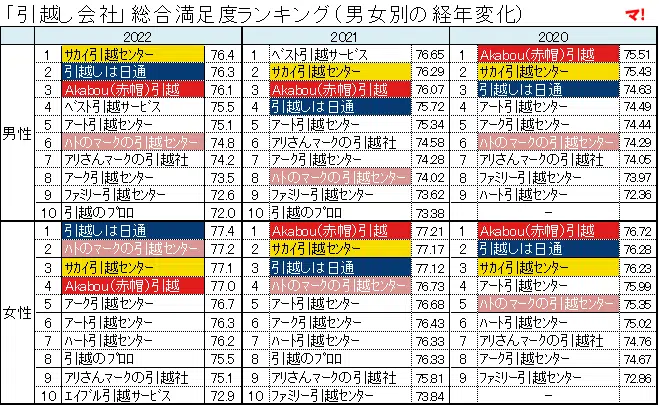 「引越し会社」総合満足度ランキング（男女別の経年変化） マ!
2022 2021 2020
男性
1 サカイ引越センター 76.4 1 ベスト引越サービス 76.65 1 Akabou(赤帽)引越 75.51
2 引越しは日通 76.3 2 サカイ引越センター 76.29 2 サカイ引越センター 75.43
3 Akabou(赤帽)引越 76.1 3 Akabou(赤帽)引越 76.07 3 引越しは日通 74.63
4 ベスト引越サービス 75.5 4 引越しは日通 75.72 4 アート引越センター 74.49
5 アート引越センター 75.1 5 アート引越センター 75.34 5 アーク引越センター 74.44
6 ハトのマークの引越センター 74.8 6 アリさんマークの引越社 74.58 6 ハトのマークの引越センター 74.29
7 アリさんマークの引越社 74.2 7 アーク引越センター 74.28 7 アリさんマークの引越社 74.05
8 アーク引越センター 73.5 8 ハトのマークの引越センター 74.02 8 ファミリー引越センター 73.97
9 ファミリー引越センター 72.6 9 ファミリー引越センター 73.62 9 ハート引越センター 72.36
10 引越のプロロ 72.0 10 引越のプロロ 73.38 －
女性
1 引越しは日通 77.4 1 Akabou(赤帽)引越 77.21 1 Akabou(赤帽)引越 76.72
2 ハトのマークの引越センター 77.2 2 サカイ引越センター 77.17 2 引越しは日通 76.28
3 サカイ引越センター 77.1 3 引越しは日通 77.12 3 サカイ引越センター 76.23
4 Akabou(赤帽)引越 77.0 4 ハトのマークの引越センター 76.73 4 アート引越センター 75.99
5 アーク引越センター 76.7 5 アート引越センター 76.68 5 ハトのマークの引越センター 75.35
6 アート引越センター 76.3 6 アーク引越センター 76.43 6 ハート引越センター 75.02
7 ハート引越センター 76.2 7 ハート引越センター 76.33 7 アリさんマークの引越社 74.76
8 引越のプロロ 75.5 8 引越のプロロ 76.33 8 アーク引越センター 74.67
9 アリさんマークの引越社 75.1 9 アリさんマークの引越社 75.81 9 ファミリー引越センター 72.86
10 エイブル引越サービス 72.9 10 ファミリー引越センター 73.84 －